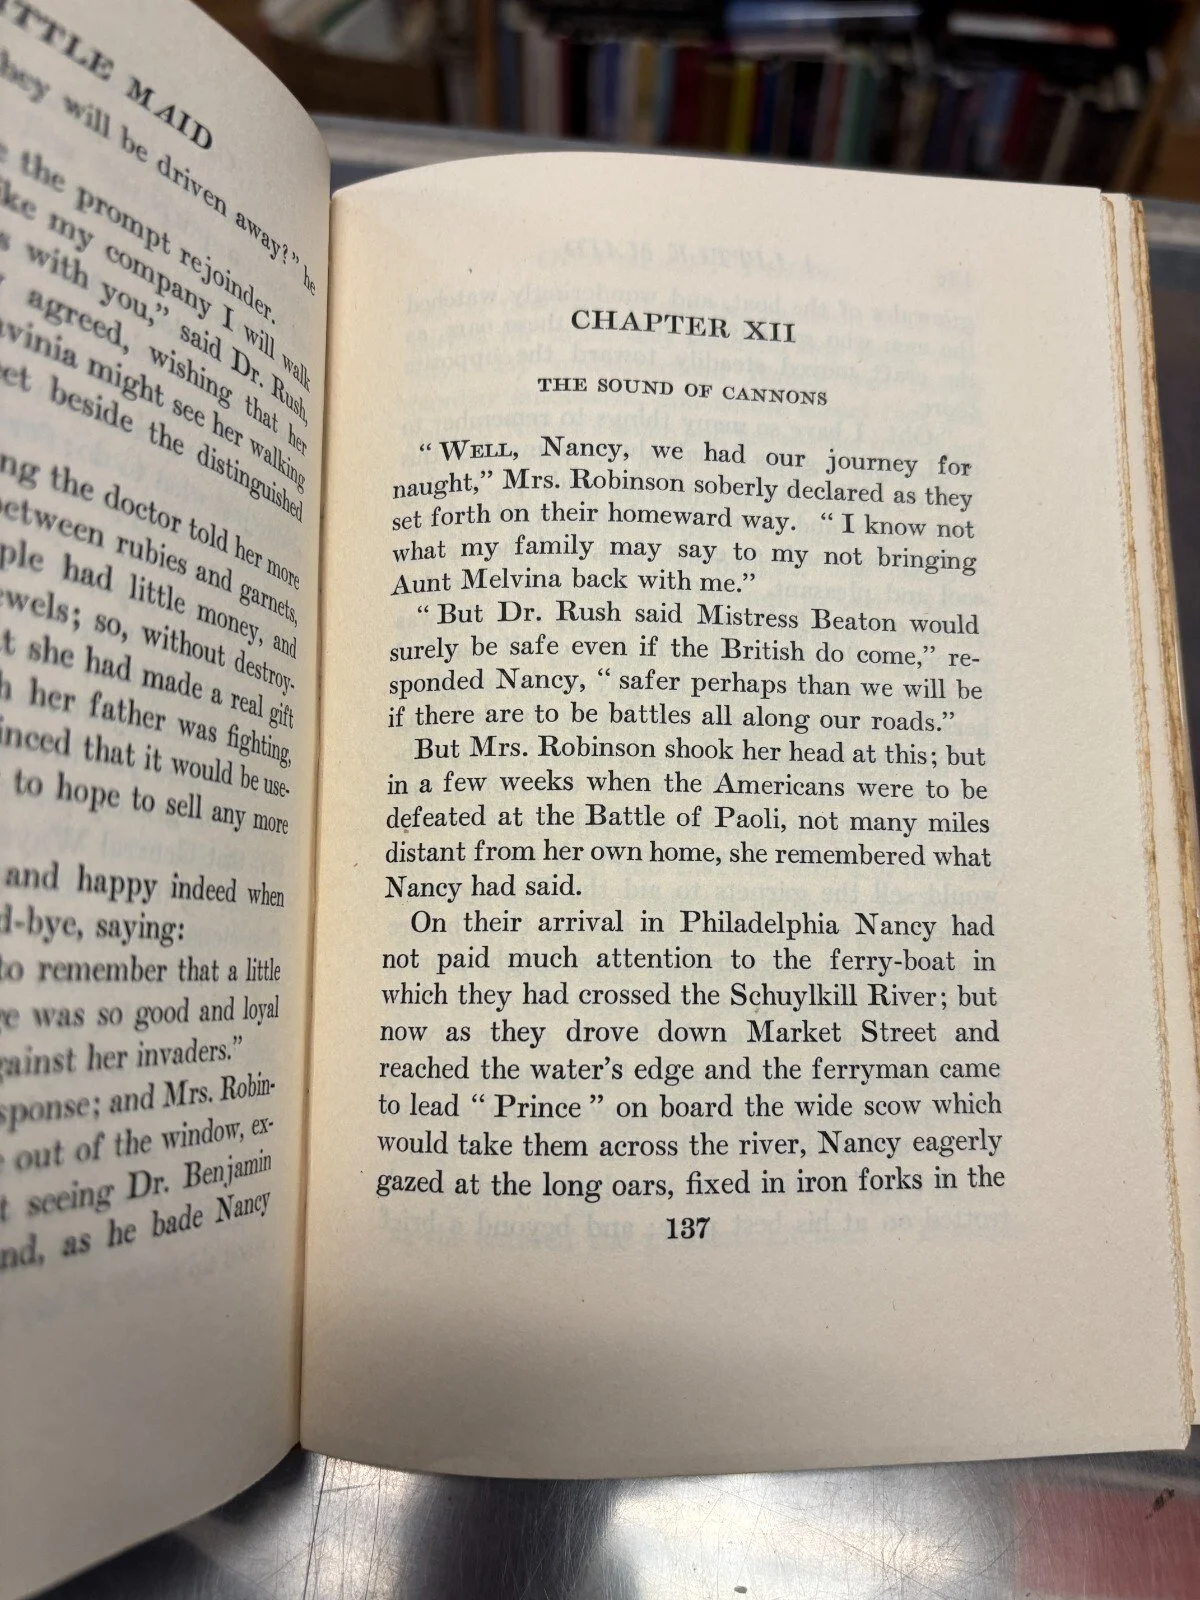 LITTLE MAID
they will be driven away?" he
the prompt rejoinder.
like my company I will walk
with you," said Dr. Rush,
agreed, wishing that her
might see her walking
beside the distinguished
the doctor told her more
between rubies and garnets,
had little money, and
jewels; so, without destroy-
she had made a real gift
her father was fighting,
that it would be use-
to hope to sell any more
and happy indeed when
saying:
to remember that a little
was so good and loyal
against her invaders."
and Mrs. Robin-
out of the window, ex-
seeing Dr. Benjamin
as he bade Nancy
CHAPTER XII
THE SOUND OF CANNONS
" WELL, Nancy, we had our journey for
naught," Mrs. Robinson soberly declared as they
set forth on their homeward way. " I know not
what my family may say to my not bringing
Aunt Melvina back with me."
" But Dr. Rush said Mistress Beaton would
surely be safe even if the British do come," re-
sponded Nancy, " safer perhaps than we will be
if there are to be battles all along our roads."
But Mrs. Robinson shook her head at this; but
in a few weeks when the Americans were to be
defeated at the Battle of Paoli, not many miles
distant from her own home, she remembered what
Nancy had said.
On their arrival in Philadelphia Nancy had
not paid much attention to the ferry-boat in
which they had crossed the Schuylkill River; but
now as they drove down Market Street and
reached the water's edge and the ferryman came
to lead " Prince " on board the wide scow which
would take them across the river, Nancy eagerly
gazed at the long oars, fixed in iron forks in the
137